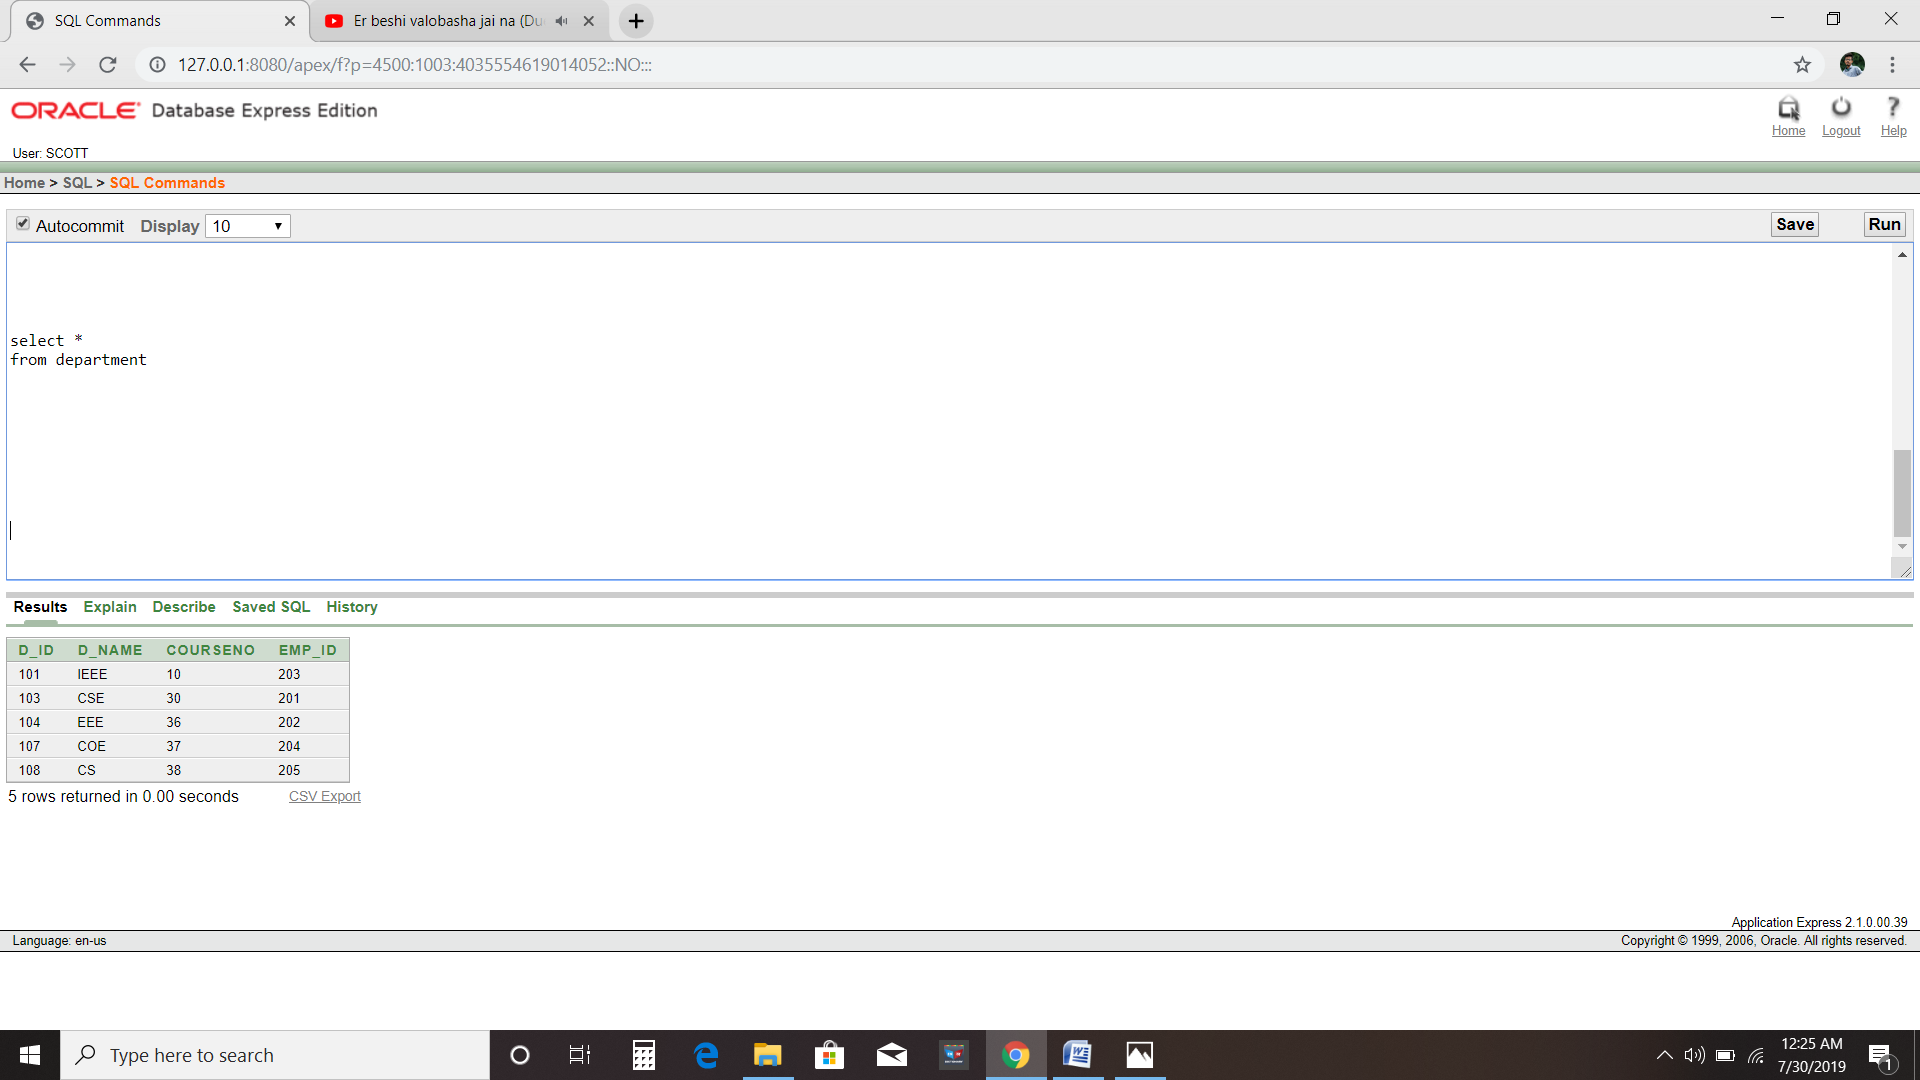 SQL Commands
Er beshi valobasha jai na (Du
127.0.0.1:8080/apex/f?p=4500:1003:4035554619014052::NO:::
ORACLE Database Express Edition
Home Logout Help
User: SCOTT
Home > SQL > SQL Commands
Autocommit Display 10 Save Run
select *
from department
Results Explain Describe Saved SQL History
D_ID D_NAME COURSENO EMP_ID
101 IEEE 10 203
103 CSE 30 201
104 EEE 36 202
107 COE 37 204
108 CS 38 205
5 rows returned in 0.00 seconds CSV Export
Application Express 2.1.0.00.39
Language: en-us Copyright © 1999, 2006, Oracle. All rights reserved.
Type here to search
12:25 AM
7/30/2019
1